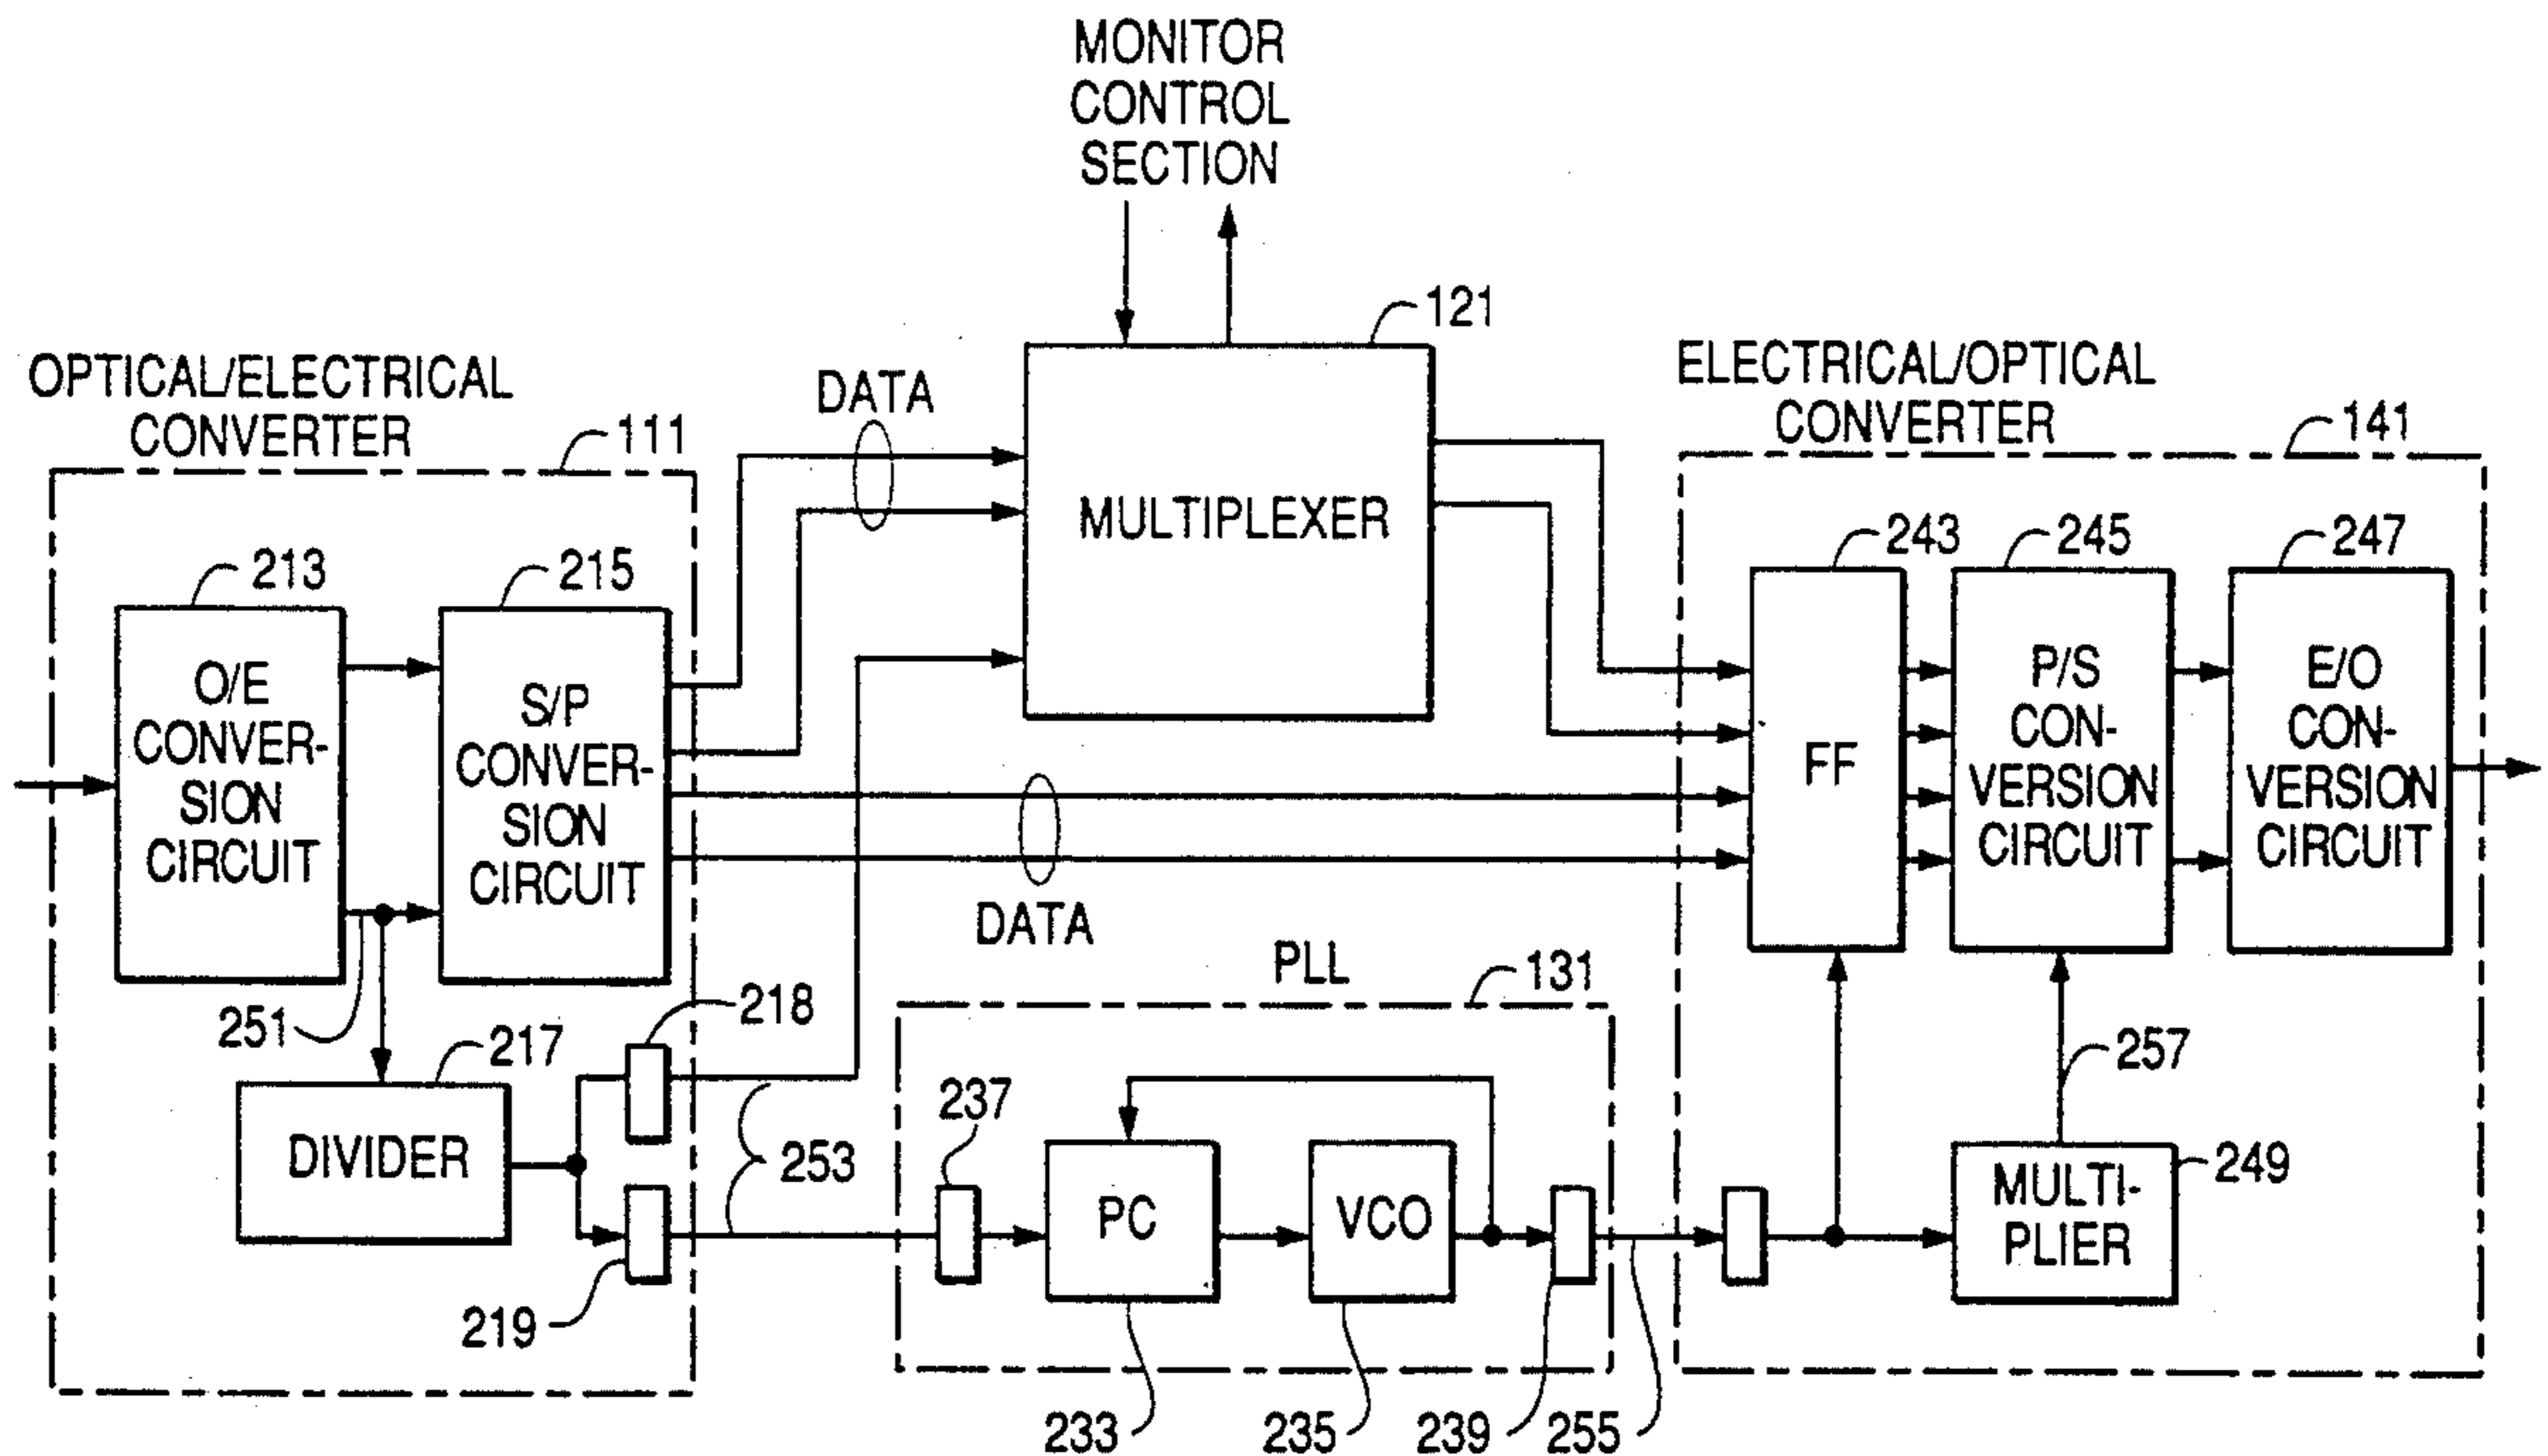 MONITOR
CONTROL
SECTION
121
OPTICAL/ELECTRICAL
CONVERTER
111
DATA
MULTIPLEXER
ELECTRICAL/OPTICAL
CONVERTER
141
213
O/E
CONVER-
SION
CIRCUIT
215
S/P
CONVER-
SION
CIRCUIT
243
FF
245
P/S
CON-
VERSION
CIRCUIT
247
E/O
CON-
VERSION
CIRCUIT
DATA
251
217
DIVIDER
218
219
253
PLL
131
237
PC
VCO
257
249
MULTI-
PLIER
233
235
239
255